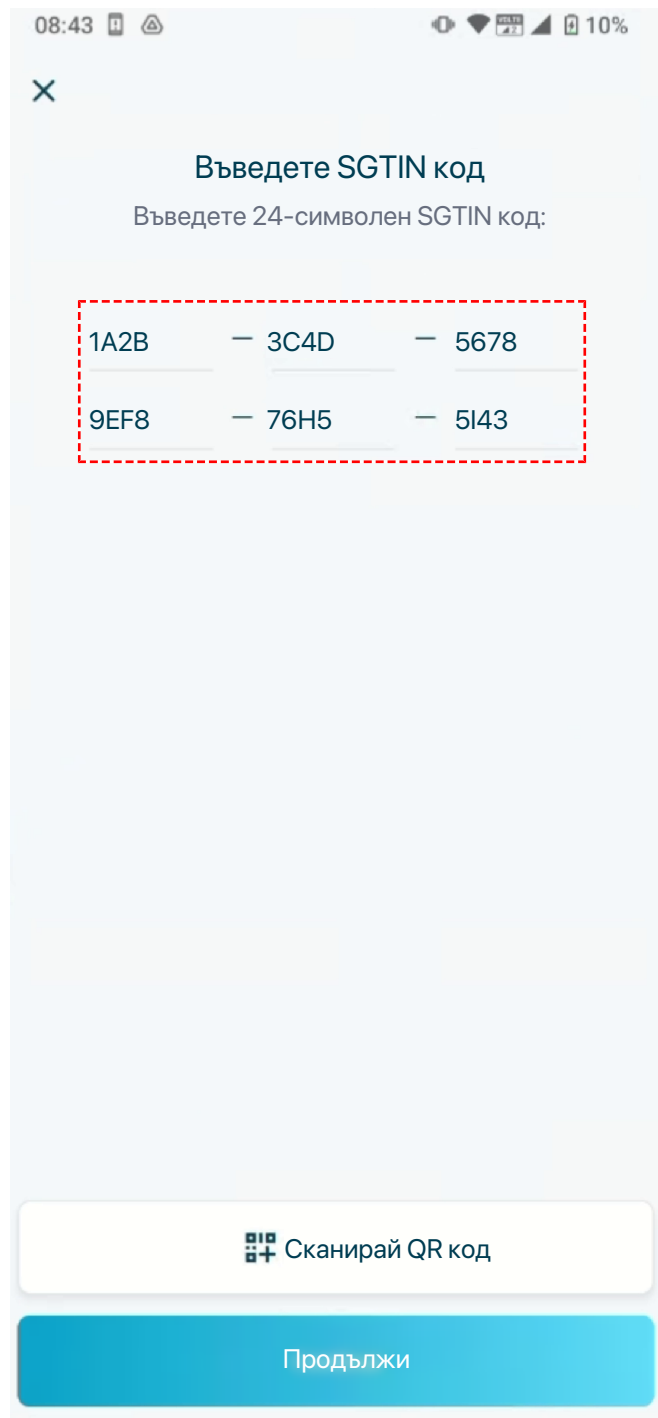 08:43 10%
Въведете SGTIN код
Въведете 24-символен SGTIN код:
1A2B – 3C4D – 5678
9EF8 – 76H5 – 5I43
Сканирай QR код
Продължи